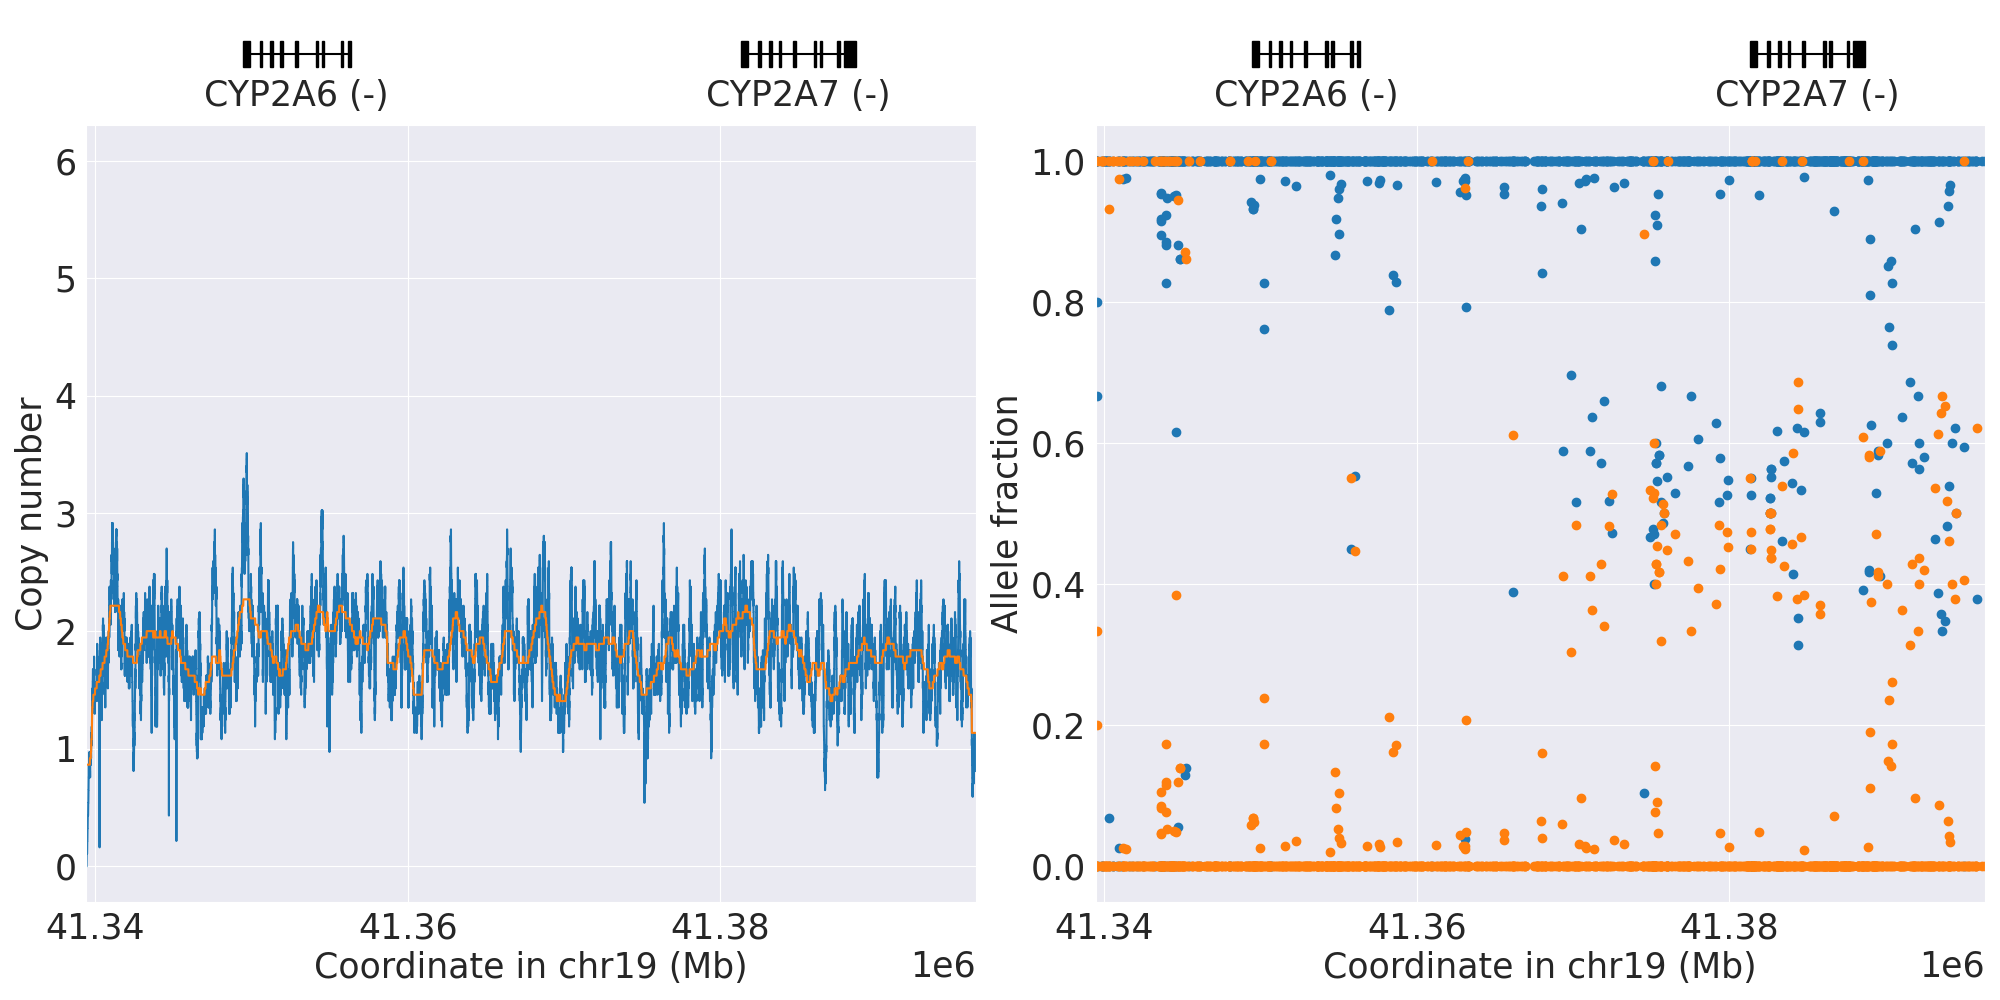 CYP2A6 (-) CYP2A7 (-)
6
5
4
3
2
1
0
Copy number
41.34 41.36 41.38
Coordinate in chr19 (Mb) 1e6
CYP2A6 (-) CYP2A7 (-)
1.0
0.8
0.6
0.4
0.2
0.0
Allele fraction
41.34 41.36 41.38
Coordinate in chr19 (Mb) 1e6